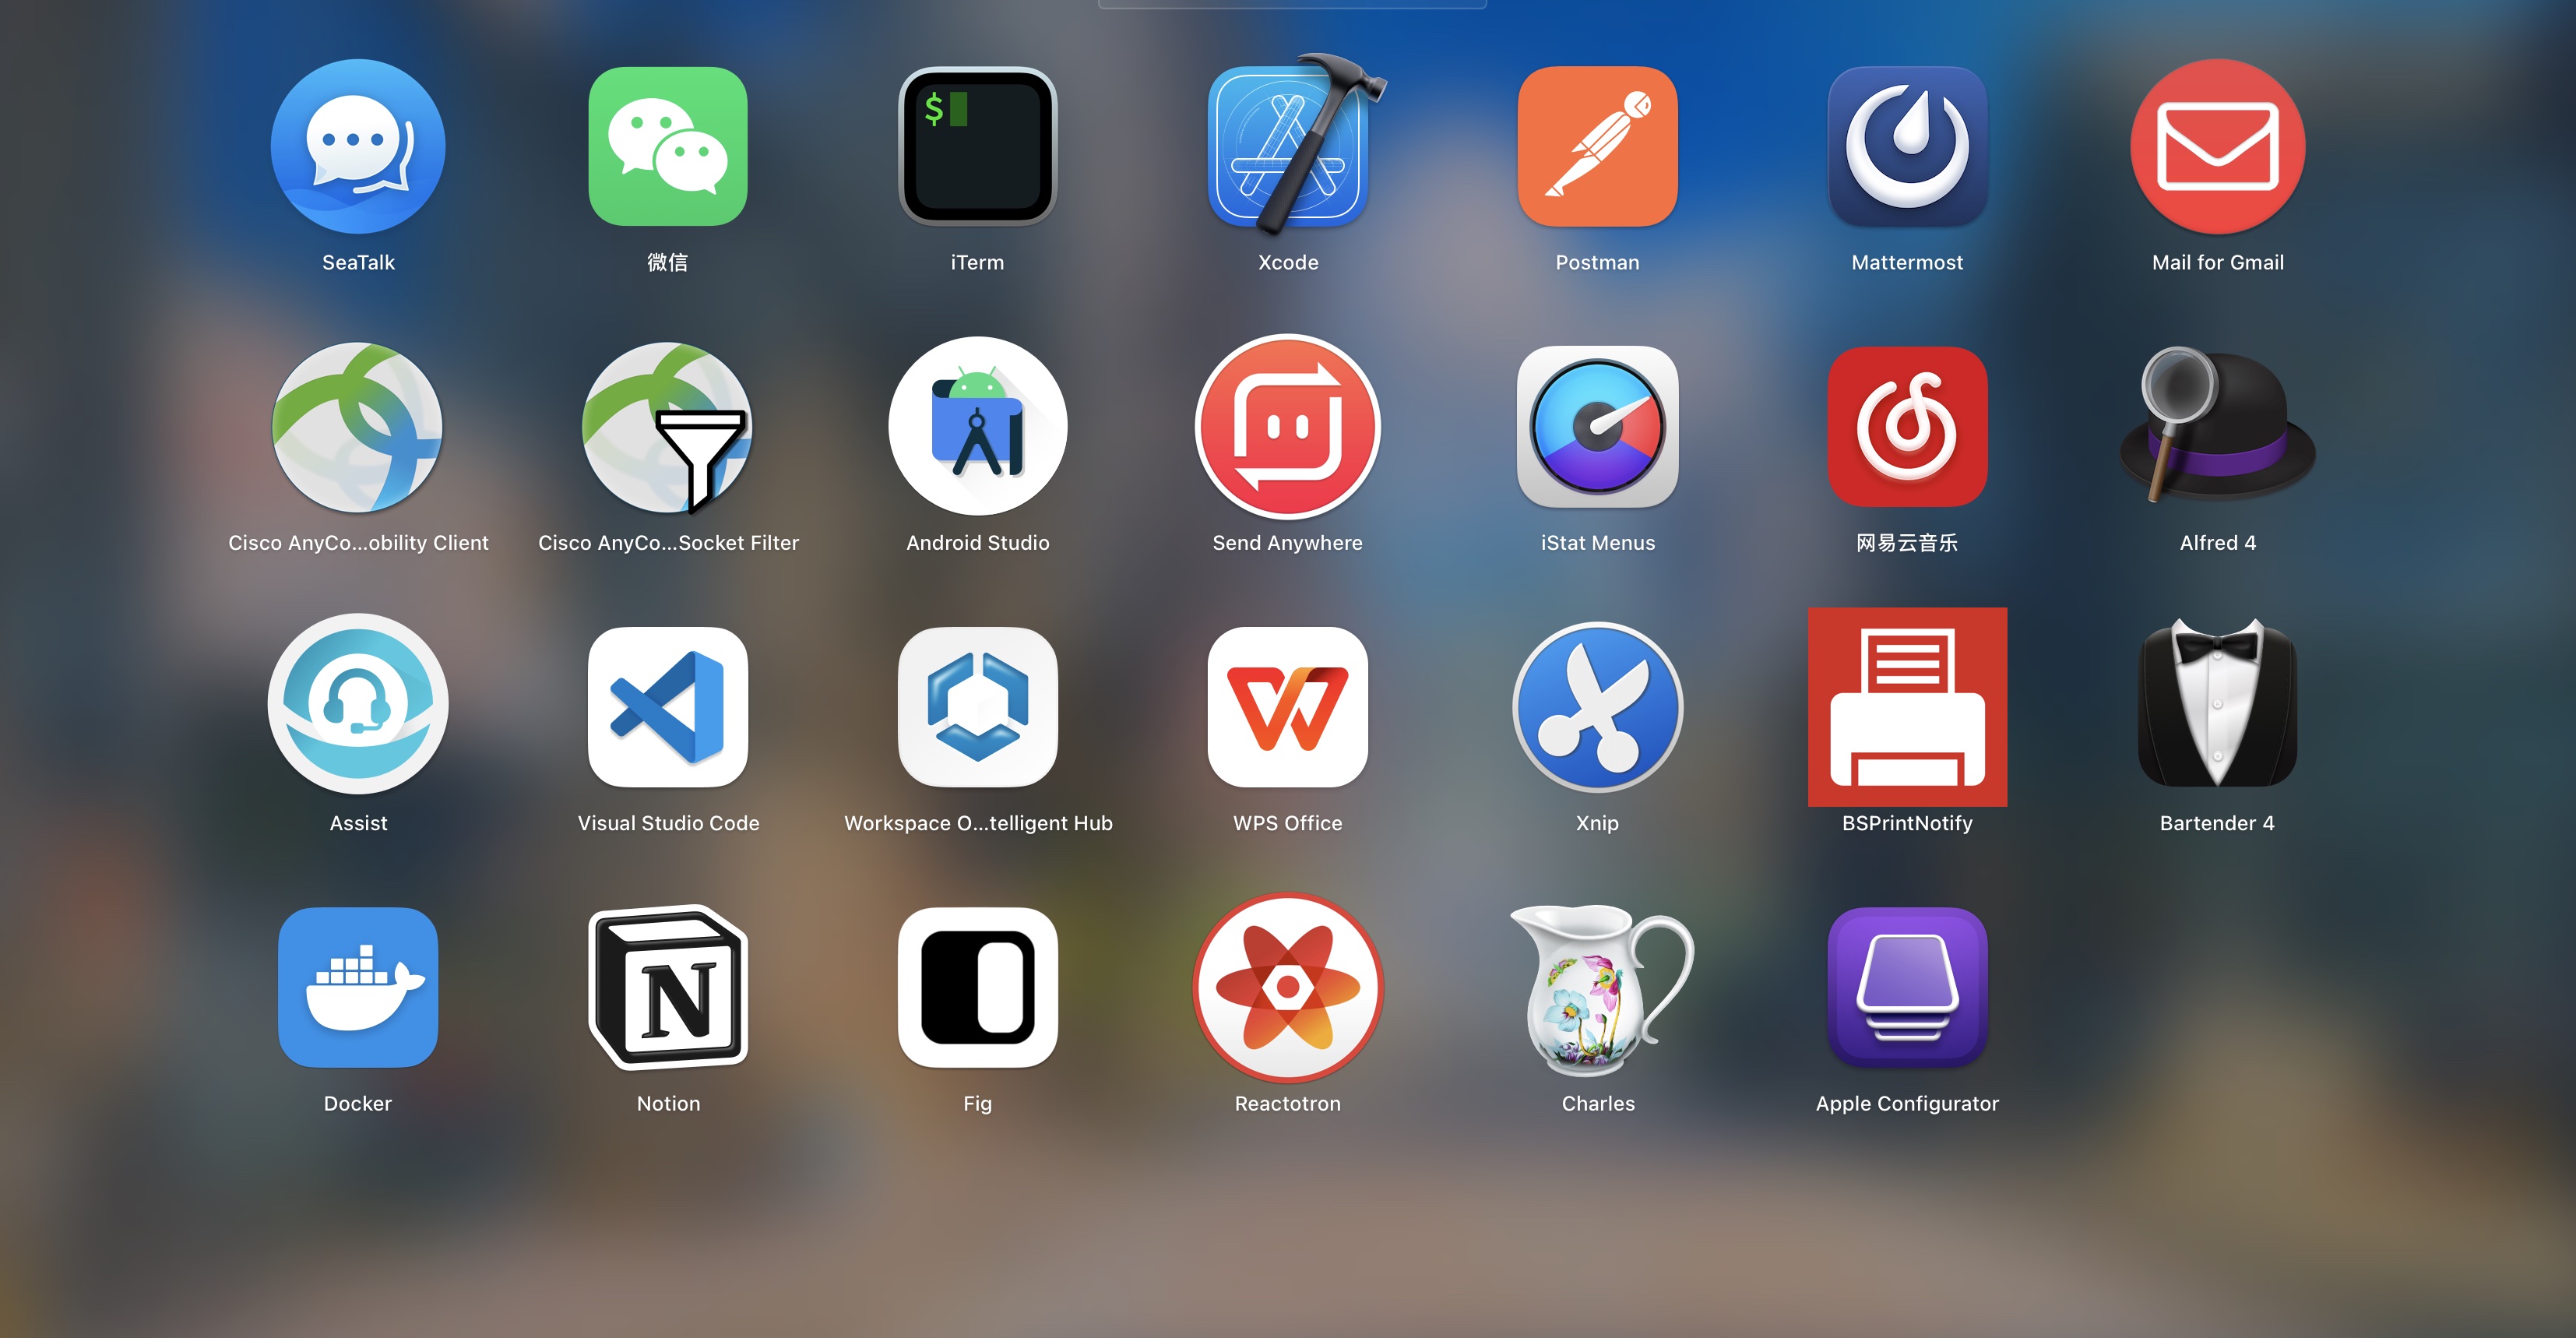 $
SeaTalk
微信
iTerm
Xcode
Postman
Mattermost
Mail for Gmail
Cisco AnyCo...obility Client
Cisco AnyCo...Socket Filter
Android Studio
Send Anywhere
iStat Menus
网易云音乐
Alfred 4
Assist
Visual Studio Code
Workspace O...telligent Hub
WPS Office
Xnip
BSPrintNotify
Bartender 4
N
Docker
Notion
Fig
Reactotron
Charles
Apple Configurator